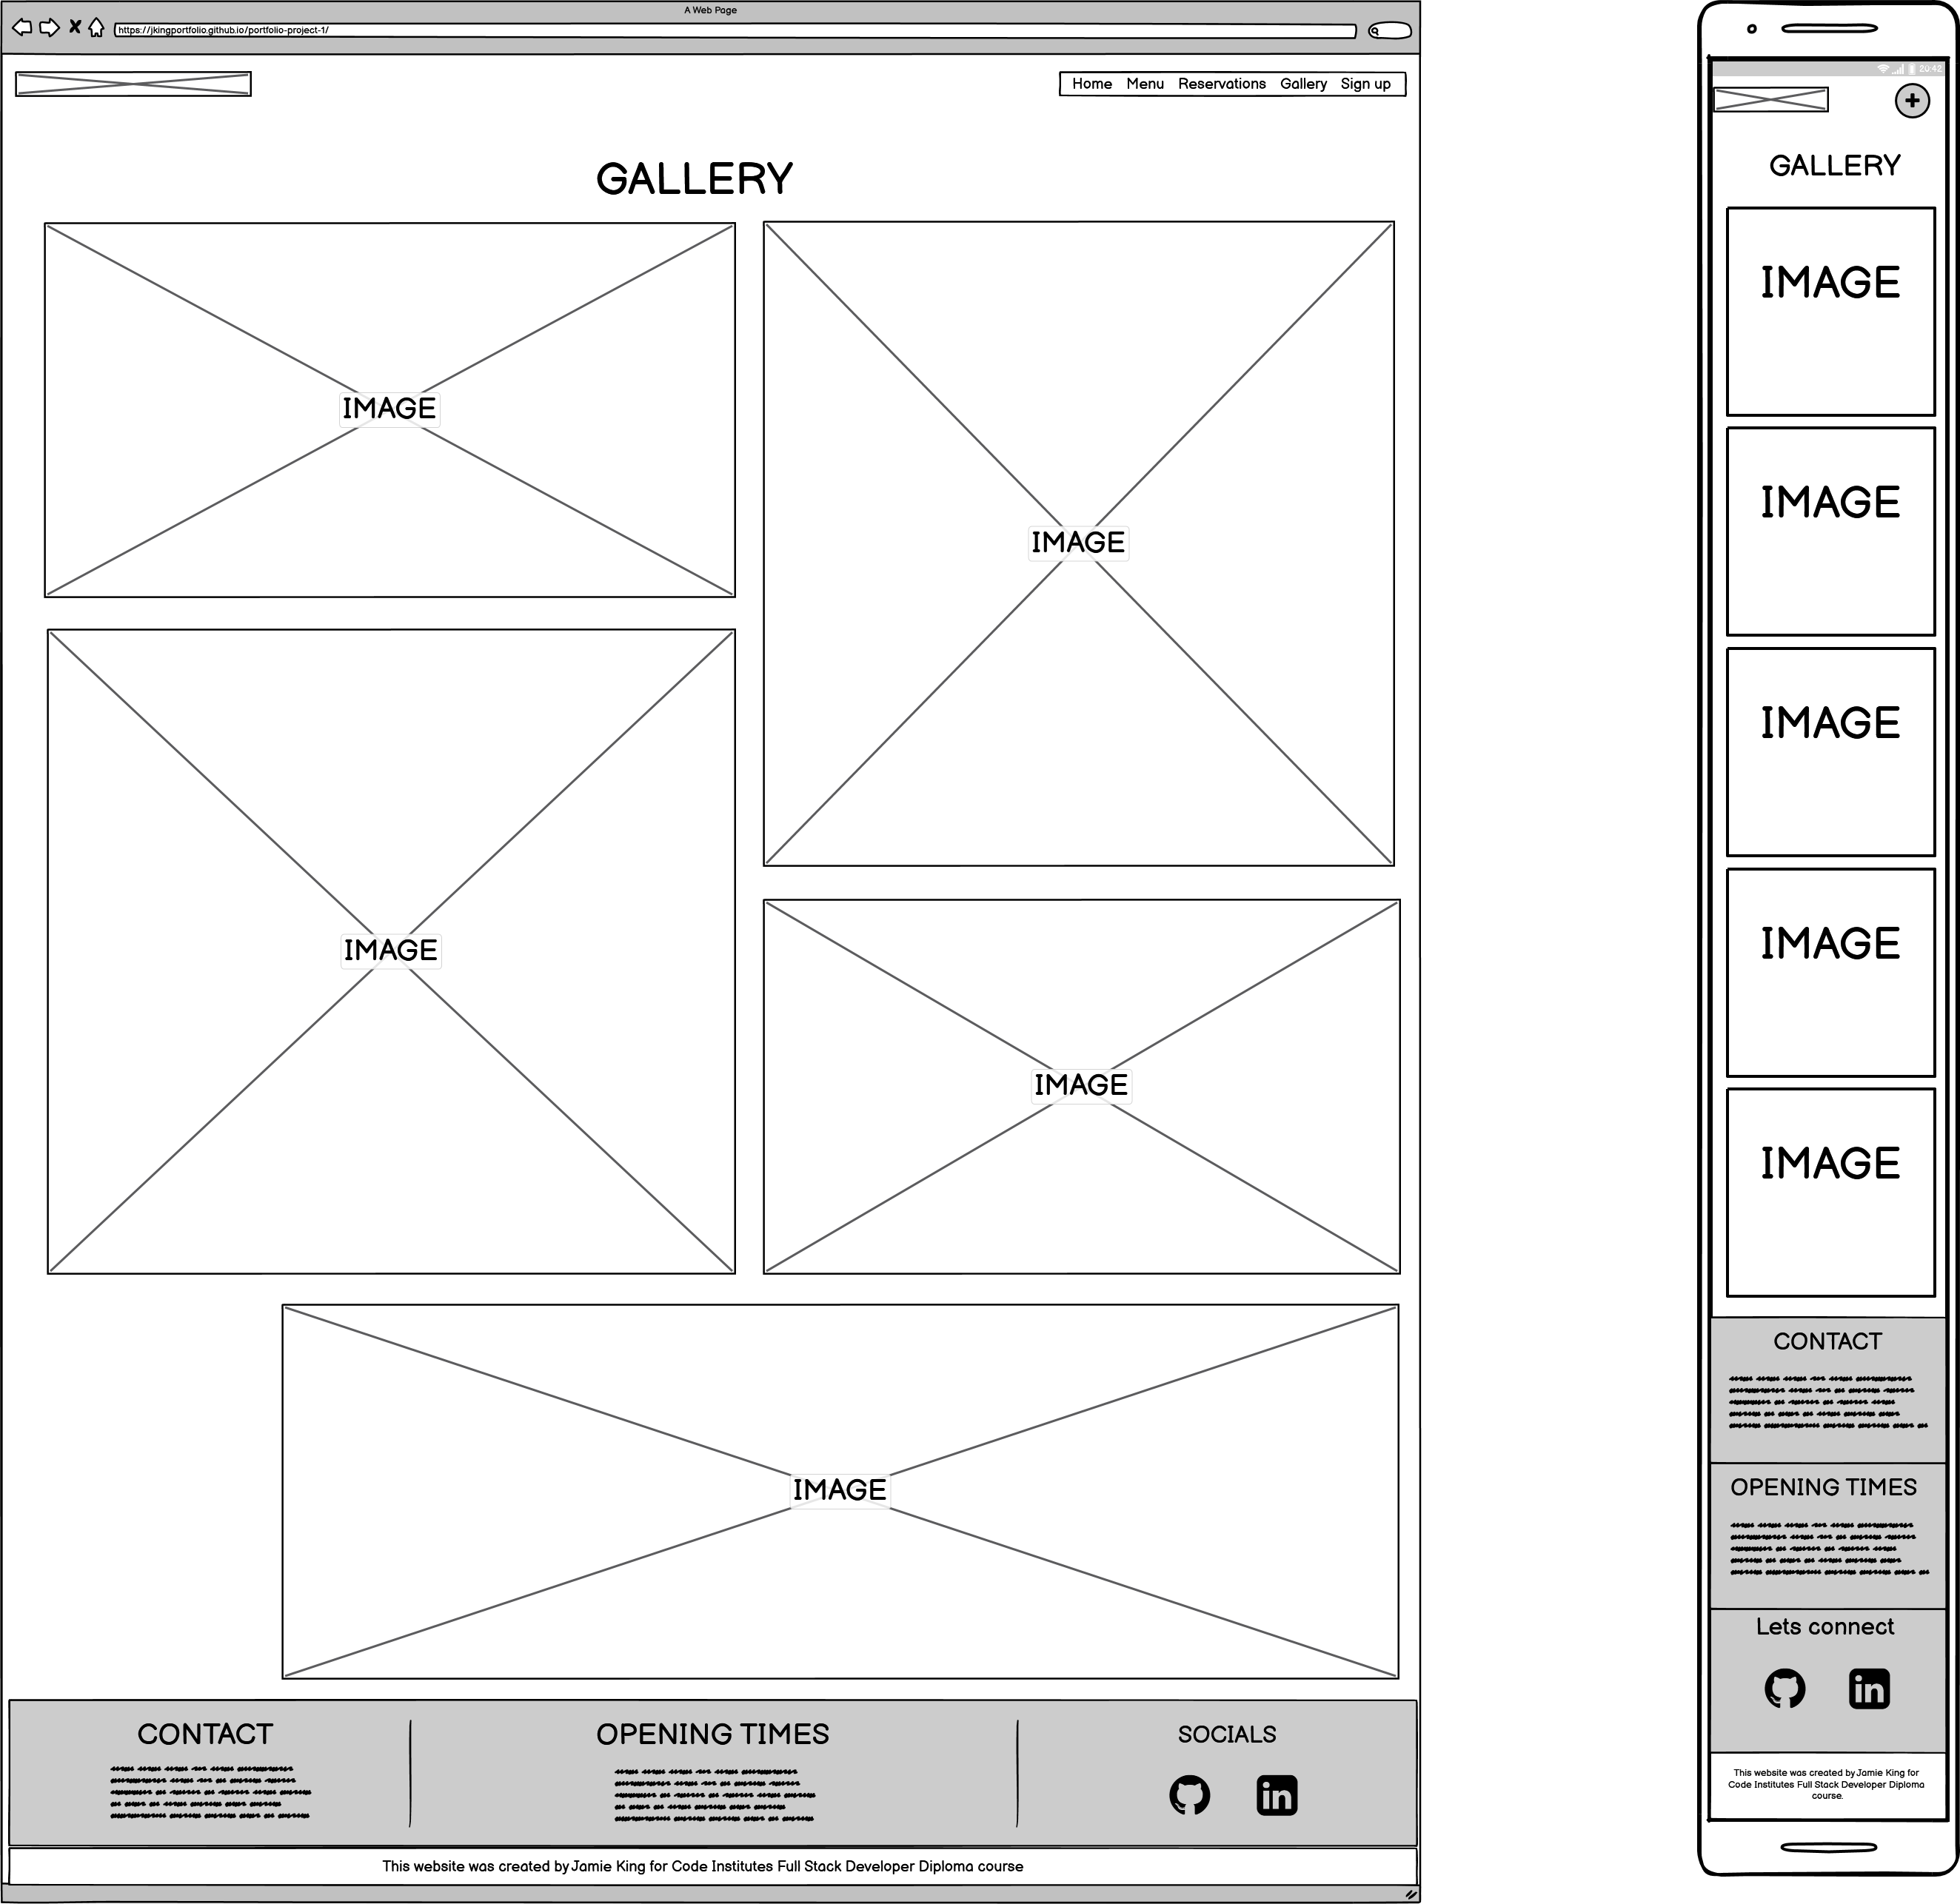 A Web Page
https://jkingportfolio.github.io/portfolio-project-1/
Home Menu Reservations Gallery Sign up
GALLERY
IMAGE
IMAGE
IMAGE
IMAGE
IMAGE
CONTACT
OPENING TIMES
SOCIALS
in
This website was created by Jamie King for Code Institutes Full Stack Developer Diploma course
20:42
GALLERY
IMAGE
IMAGE
IMAGE
IMAGE
IMAGE
CONTACT
OPENING TIMES
Lets connect
in
This website was created by Jamie King for
Code Institutes Full Stack Developer Diploma
course.